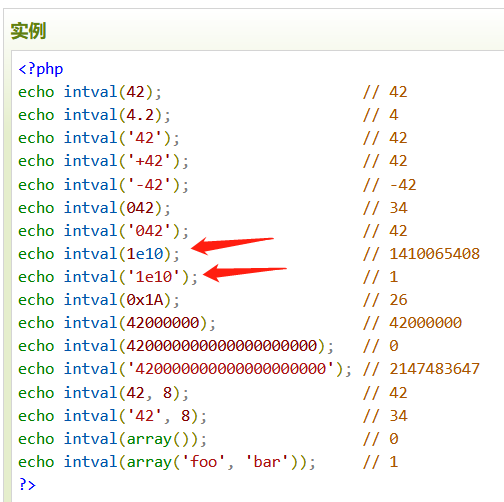 实例
<?php
echo intval(42);                      // 42
echo intval(4.2);                     // 4
echo intval('42');                    // 42
echo intval('+42');                   // 42
echo intval('-42');                   // -42
echo intval(042);                     // 34
echo intval('042');                   // 42
echo intval(1e10);                    // 1410065408
echo intval('1e10');                  // 1
echo intval(0x1A);                    // 26
echo intval(42000000);                // 42000000
echo intval(420000000000000000000);   // 0
echo intval('420000000000000000000'); // 2147483647
echo intval(42, 8);                   // 42
echo intval('42', 8);                 // 34
echo intval(array());                 // 0
echo intval(array('foo', 'bar'));     // 1
?>